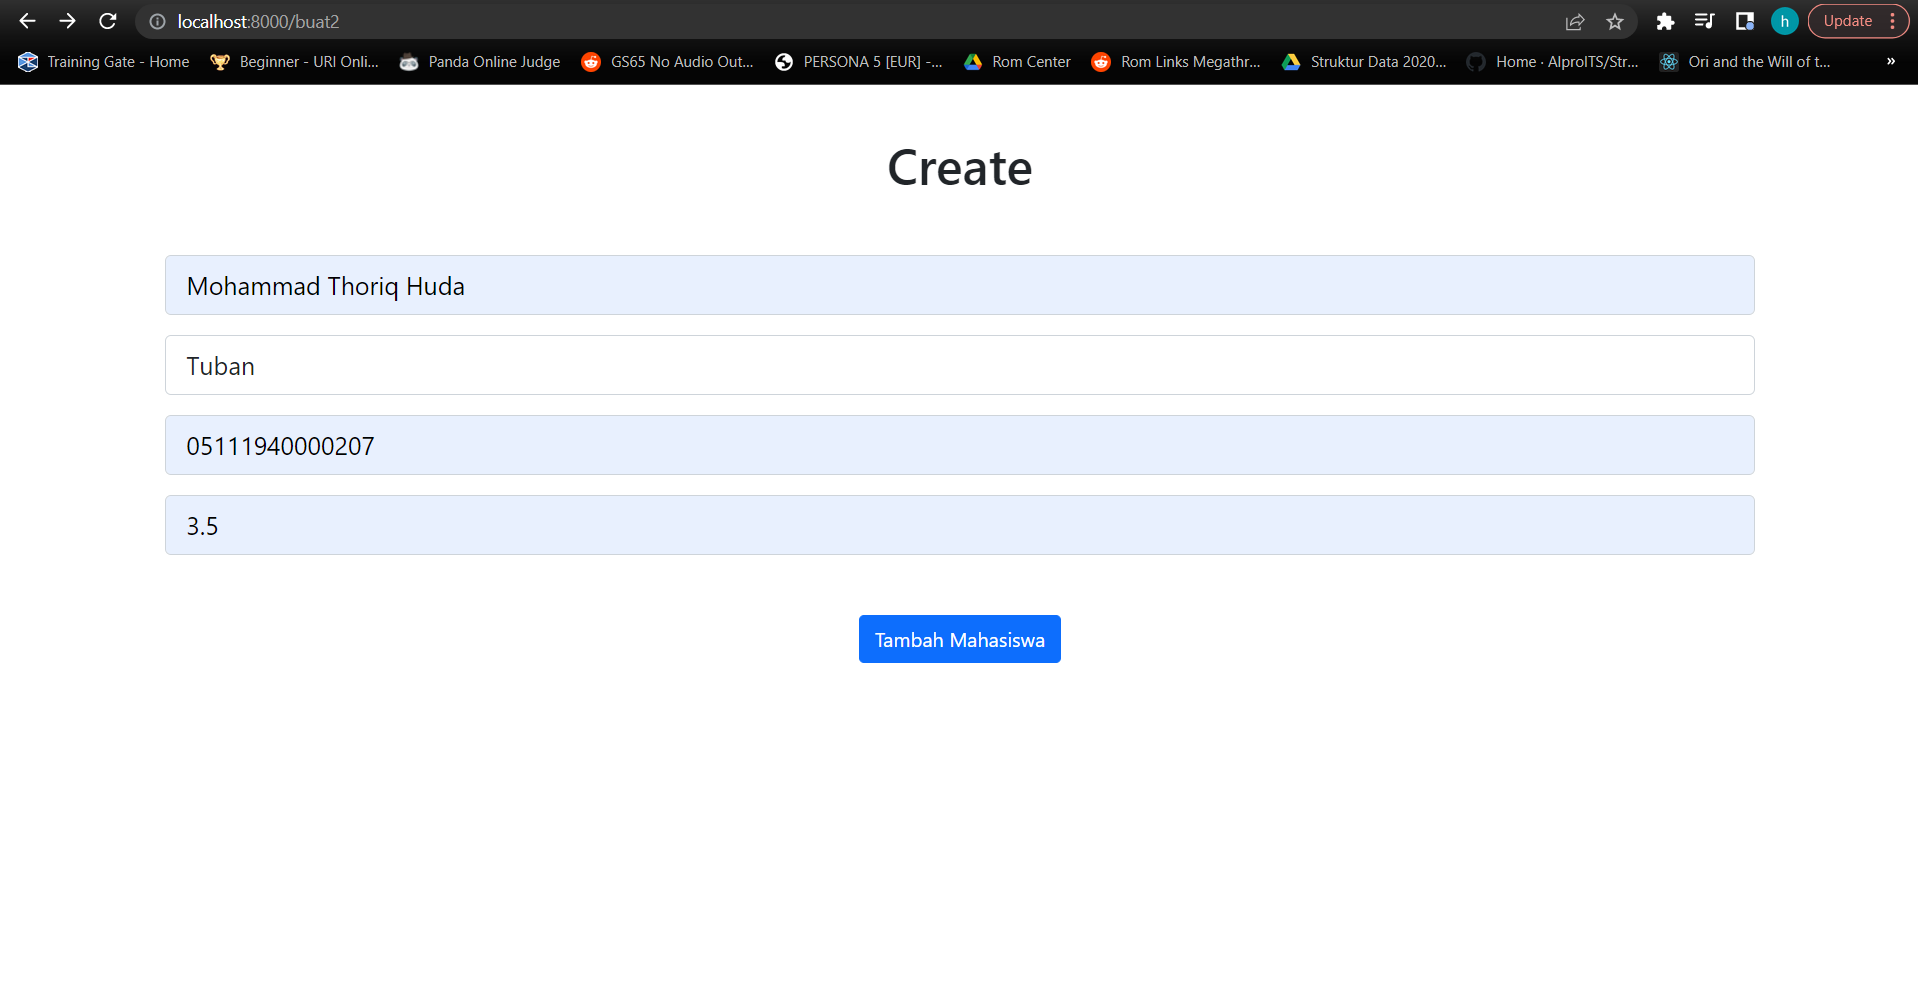 localhost:8000/buat2
h
Update
Training Gate - Home
Beginner - URI Onli...
Panda Online Judge
GS65 No Audio Out...
PERSONA 5 [EUR] -...
Rom Center
Rom Links Megathr...
Struktur Data 2020...
Home · AlproITS/Str...
Ori and the Will of t...
»
Create
Mohammad Thoriq Huda
Tuban
05111940000207
3.5
Tambah Mahasiswa